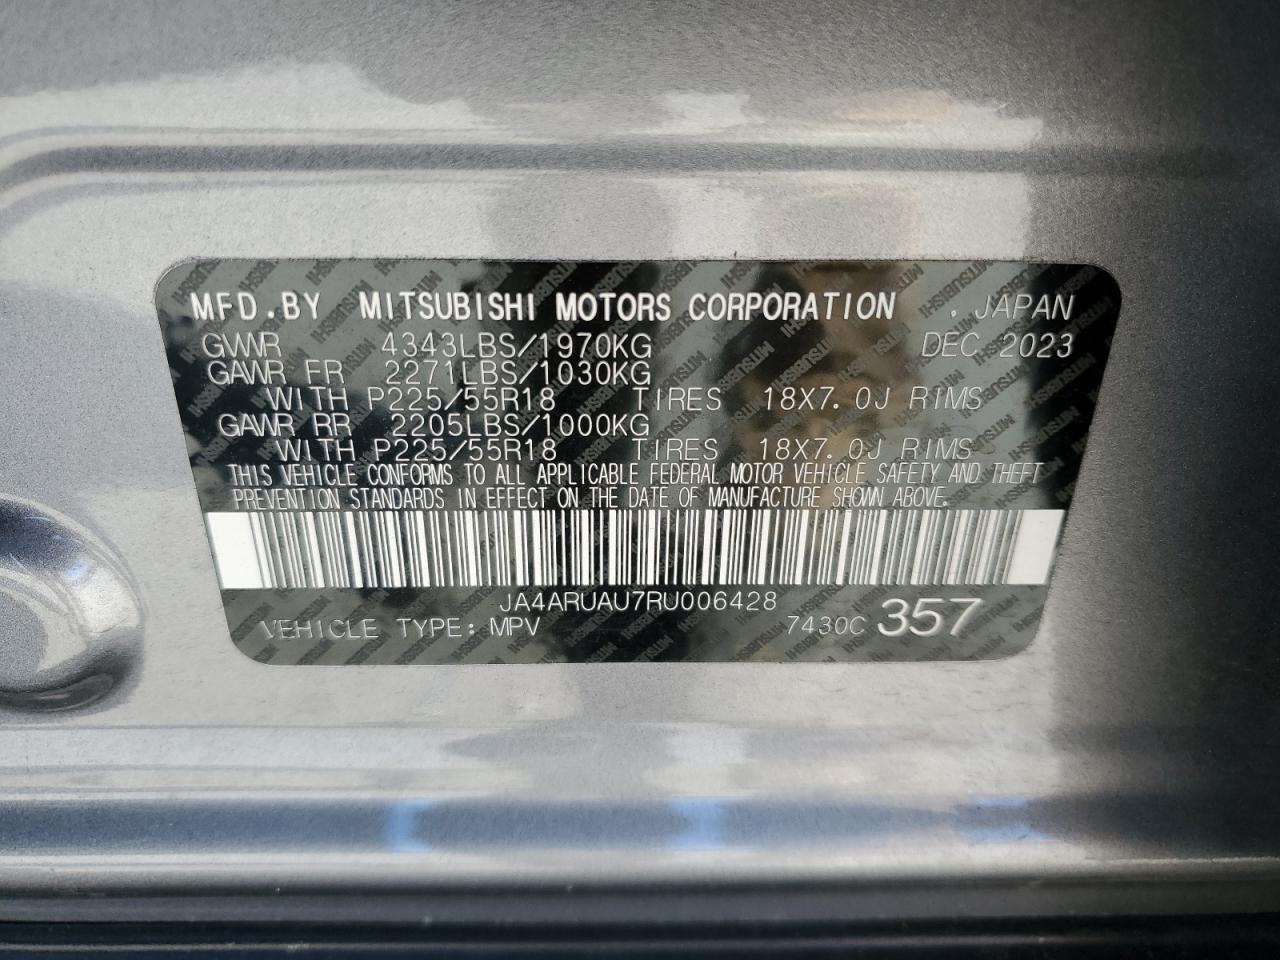 MFD.BY MITSUBISHI MOTORS CORPORATION . JAPAN
GVWR 4343LBS/1970KG DEC 2023
GAWR FR 2271LBS/1030KG
WITH P225/55R18 TIRES 18X7.0J RIMS
GAWR RR 2205LBS/1000KG
WITH P225/55R18 TIRES 18X7.0J RIMS
THIS VEHICLE CONFORMS TO ALL APPLICABLE FEDERAL MOTOR VEHICLE SAFETY AND THEFT
PREVENTION STANDARDS IN EFFECT ON THE DATE OF MANUFACTURE SHOWN ABOVE.
JA4ARUAU7RU006428
VEHICLE TYPE: MPV 7430C 357